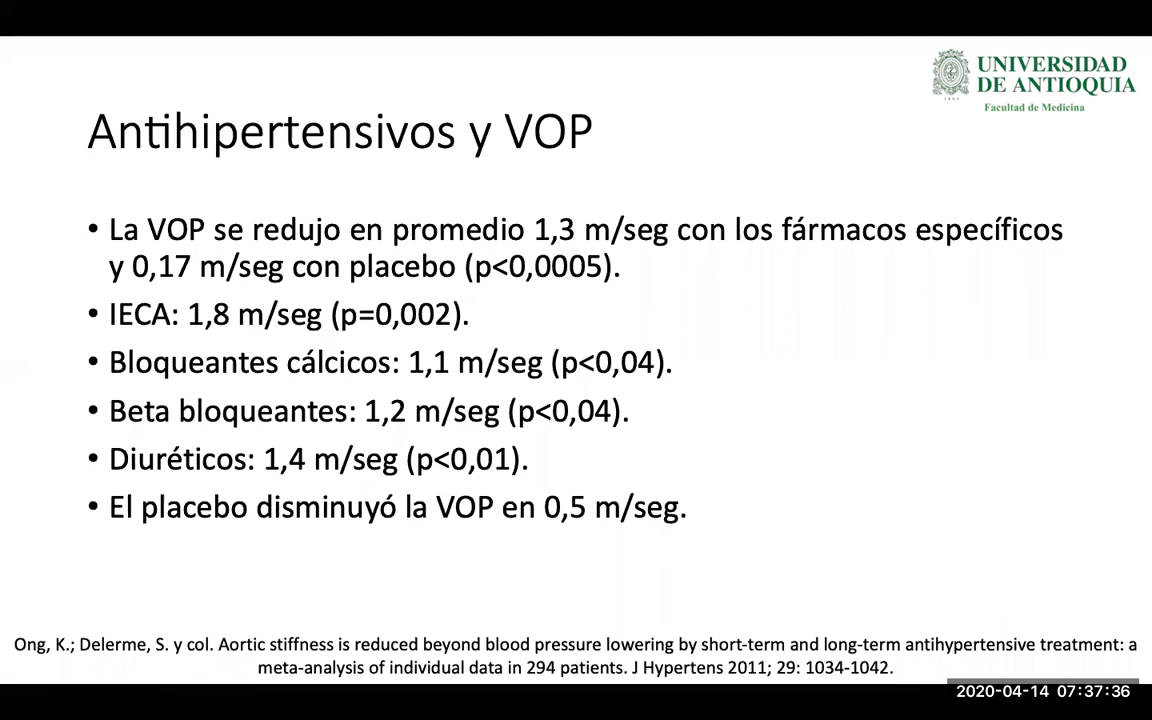 UNIVERSIDAD
DE ANTIOQUIA
1803
Facultad de Medicina
Antihipertensivos y VOP
• La VOP se redujo en promedio 1,3 m/seg con los fármacos específicos
y 0,17 m/seg con placebo (p<0,0005).
• IECA: 1,8 m/seg (p=0,002).
• Bloqueantes cálcicos: 1,1 m/seg (p<0,04).
• Beta bloqueantes: 1,2 m/seg (p<0,04).
• Diuréticos: 1,4 m/seg (p<0,01).
• El placebo disminuyó la VOP en 0,5 m/seg.
Ong, K.; Delerme, S. y col. Aortic stiffness is reduced beyond blood pressure lowering by short-term and long-term antihypertensive treatment: a
meta-analysis of individual data in 294 patients. J Hypertens 2011; 29: 1034-1042.
2020-04-14 07:37:36